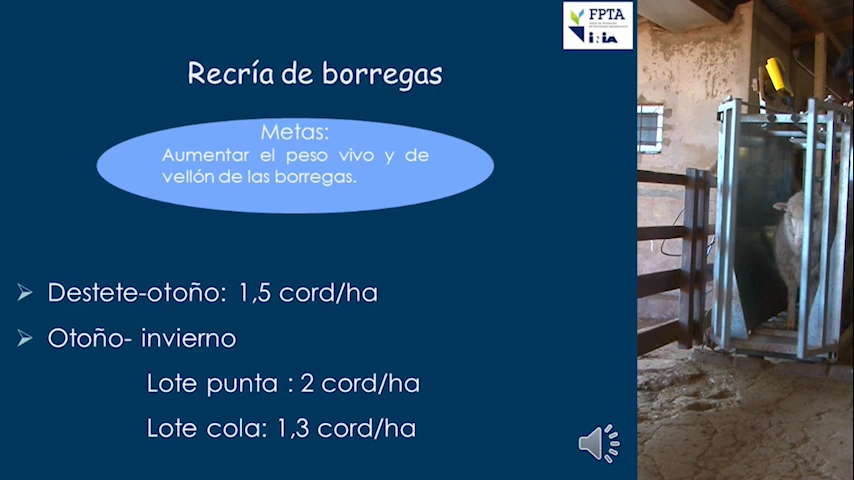 FPTA
inia
Recría de borregas
Metas:
Aumentar el peso vivo y de
vellón de las borregas.
Destete-otoño: 1,5 cord/ha
Otoño- invierno
Lote punta : 2 cord/ha
Lote cola: 1,3 cord/ha